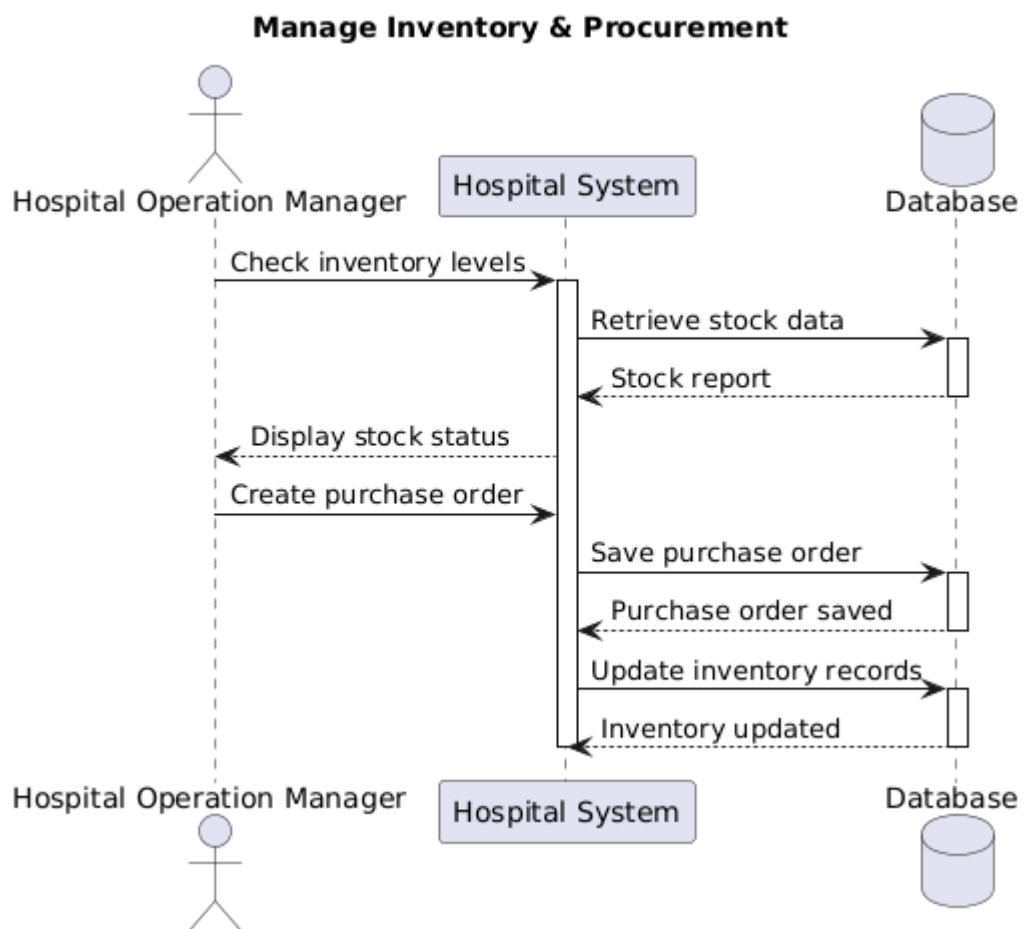 Manage Inventory & Procurement
Hospital Operation Manager
Hospital System
Database
Check inventory levels
Retrieve stock data
Stock report
Display stock status
Create purchase order
Save purchase order
Purchase order saved
Update inventory records
Inventory updated
Hospital Operation Manager
Hospital System
Database